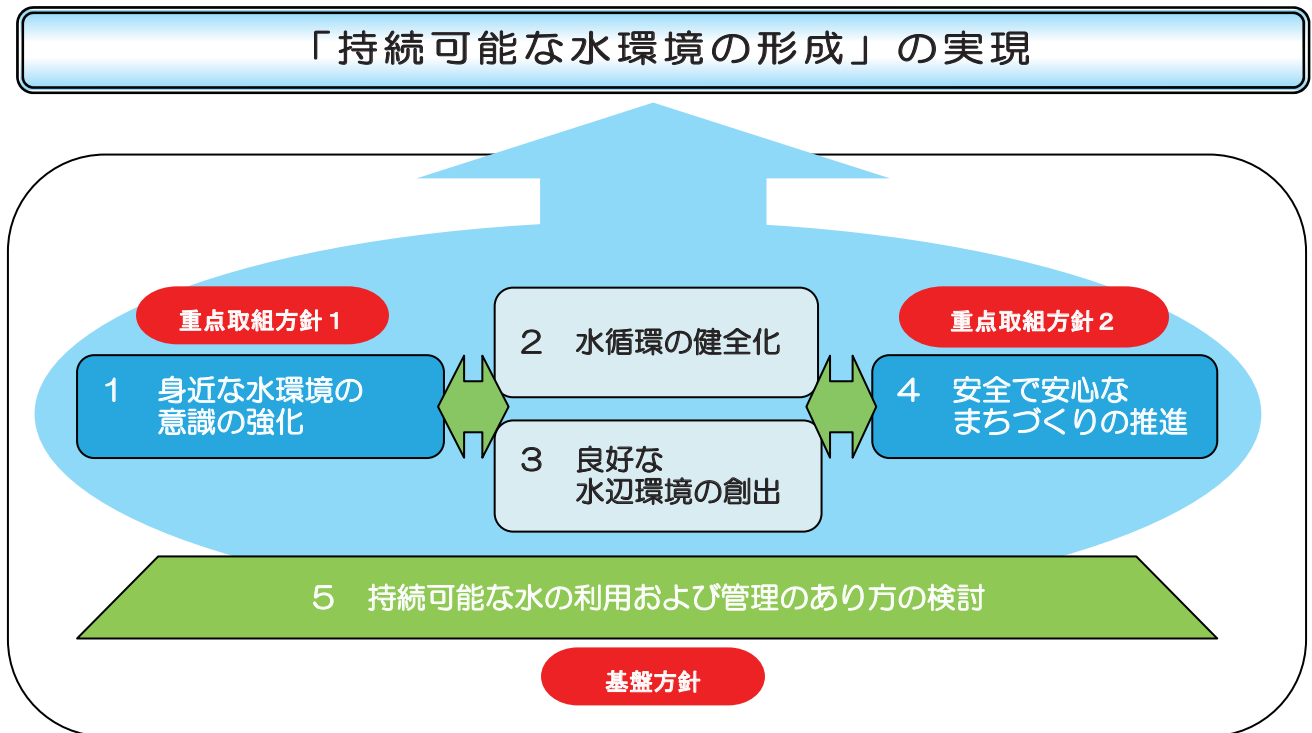 「持続可能な水環境の形成」の実現
重点取組方針1
1 身近な水環境の
意識の強化
2 水循環の健全化
3 良好な
水辺環境の創出
重点取組方針2
4 安全で安心な
まちづくりの推進
5 持続可能な水の利用および管理のあり方の検討
基盤方針